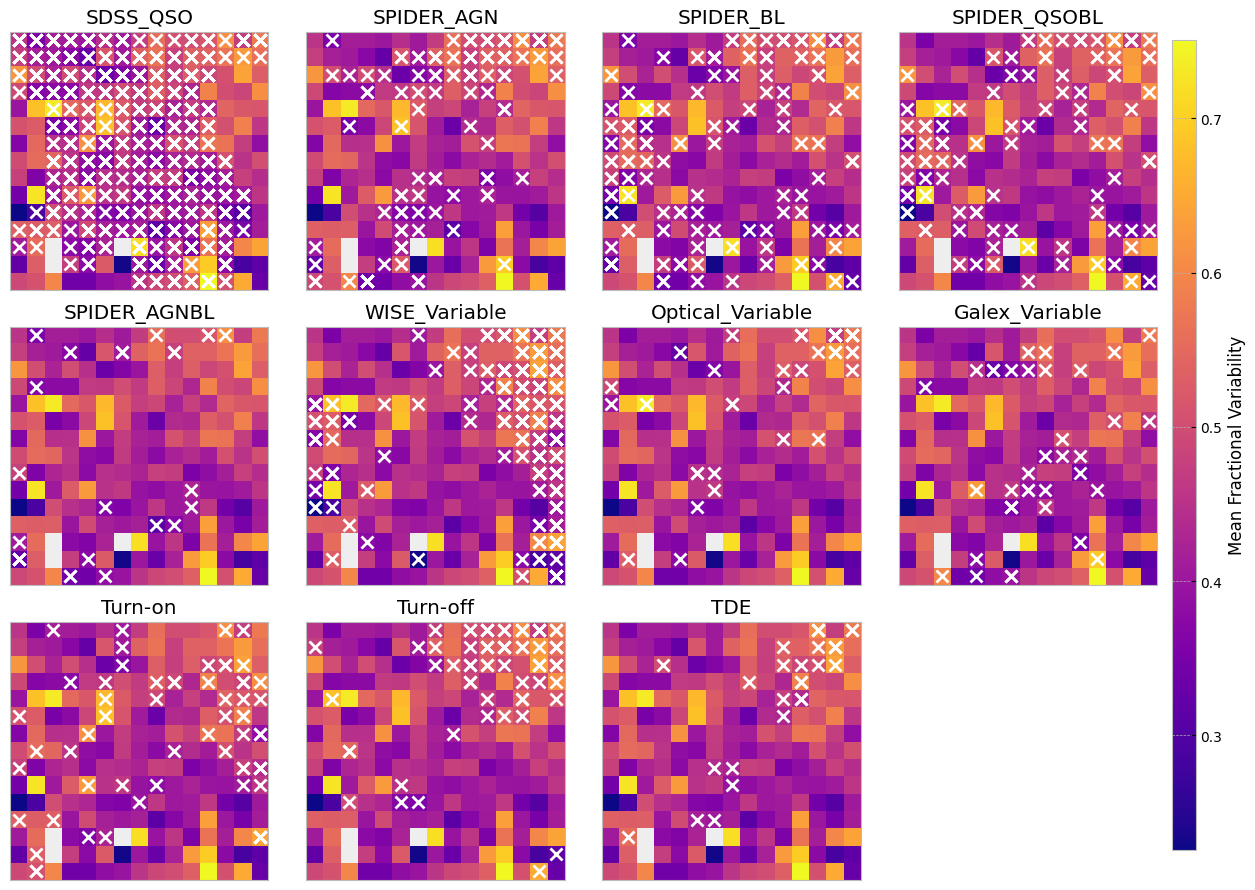 SDSS_QSO
SPIDER_AGN
SPIDER_BL
SPIDER_QSOBL
SPIDER_AGNBL
WISE_Variable
Optical_Variable
Galex_Variable
Turn-on
Turn-off
TDE
0.7
0.6
0.5
0.4
0.3
Mean Fractional Variability